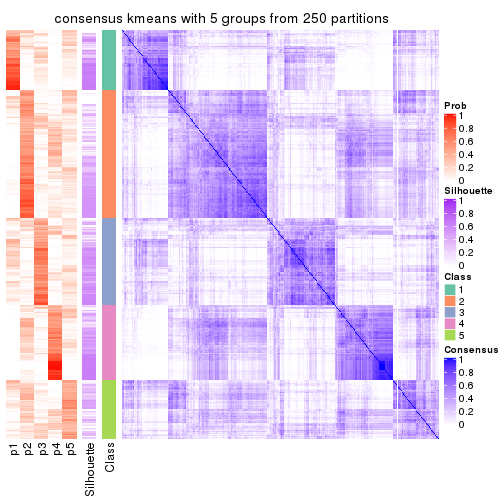 consensus kmeans with 5 groups from 250 partitions
Prob
1
0.8
0.6
0.4
0.2
0
Silhouette
1
0.8
0.6
0.4
0.2
0
Class
1
2
3
4
5
Consensus
1
0.8
0.6
0.4
0.2
0
p1
p2
p3
p4
p5
Silhouette
Class